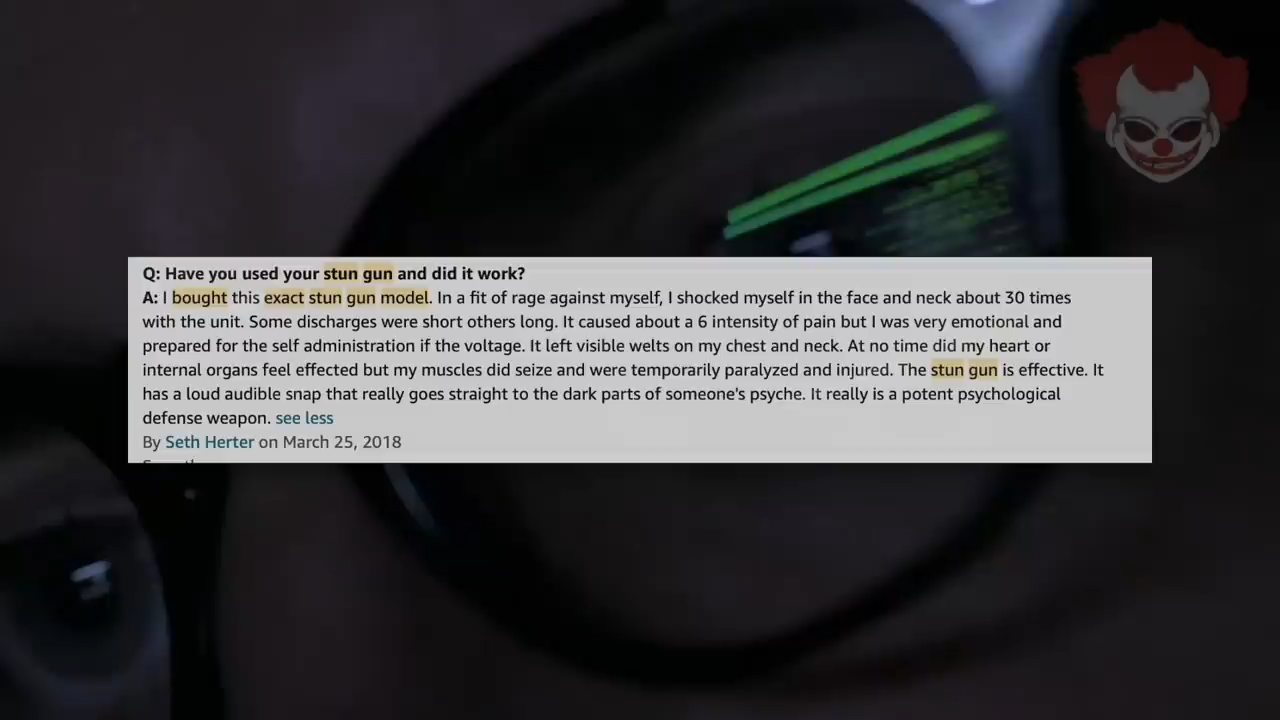 Q: Have you used your stun gun and did it work?
A: I bought this exact stun gun model. In a fit of rage against myself, I shocked myself in the face and neck about 30 times
with the unit. Some discharges were short others long. It caused about a 6 intensity of pain but I was very emotional and
prepared for the self administration if the voltage. It left visible welts on my chest and neck. At no time did my heart or
internal organs feel effected but my muscles did seize and were temporarily paralyzed and injured. The stun gun is effective. It
has a loud audible snap that really goes straight to the dark parts of someone's psyche. It really is a potent psychological
defense weapon. see less
By Seth Herter on March 25, 2018